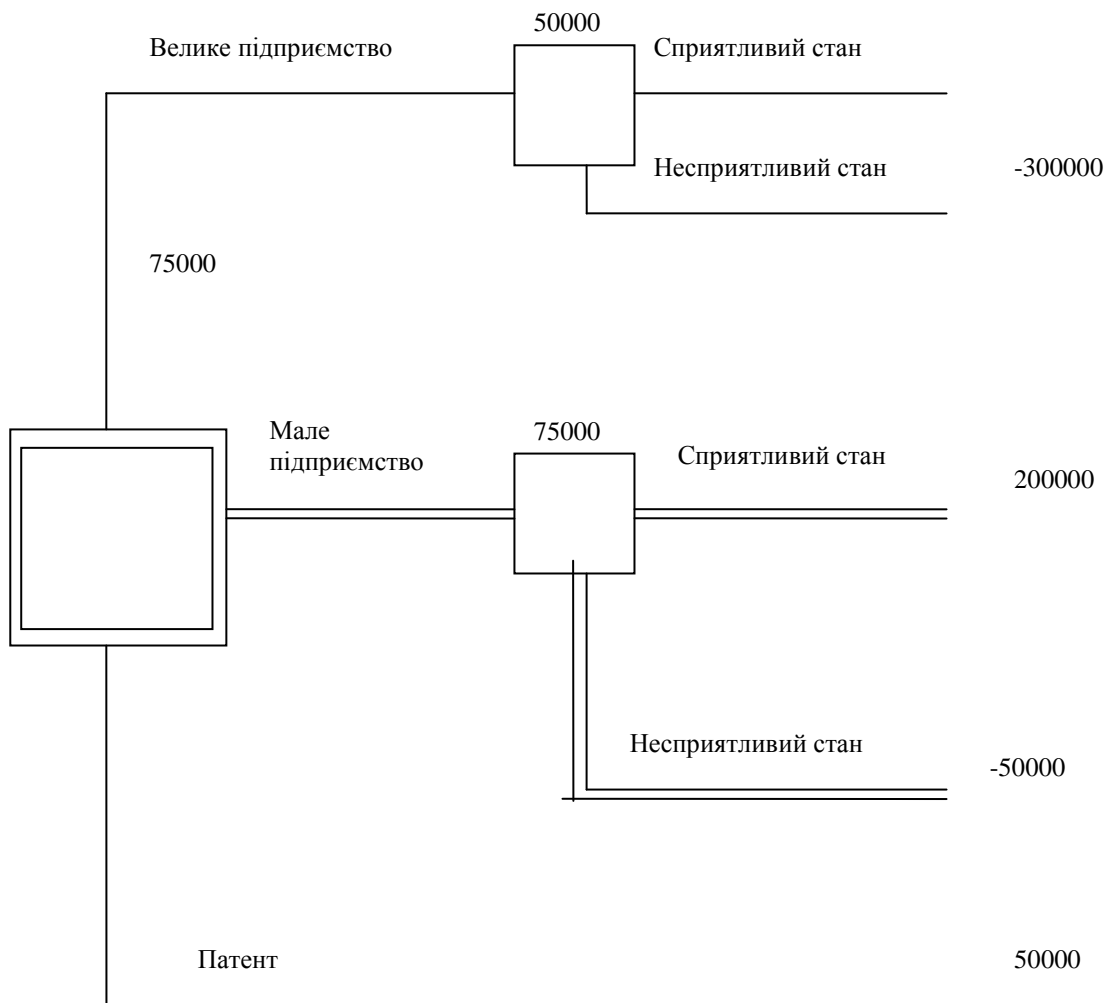 50000
Велике підприємство
Сприятливий стан
Несприятливий стан
-300000
75000
Мале
підприємство
75000
Сприятливий стан
200000
Несприятливий стан
-50000
Патент
50000